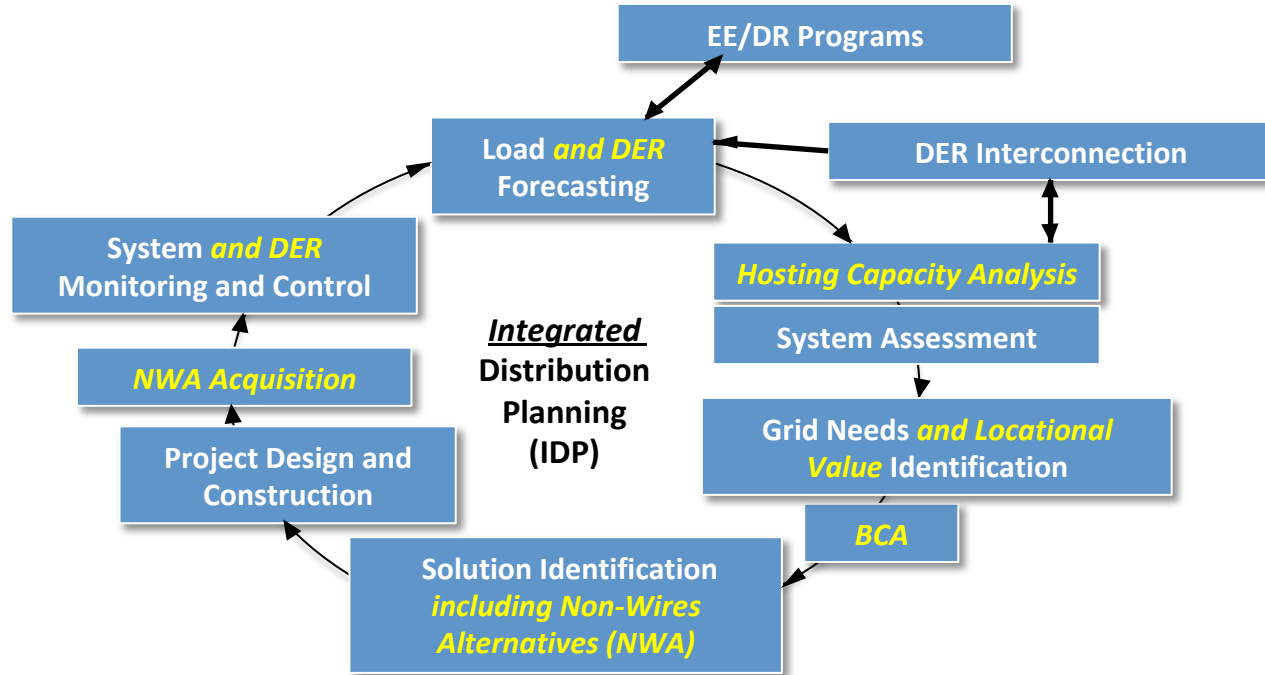 EE/DR Programs
Load and DER
Forecasting
DER Interconnection
System and DER
Monitoring and Control
Hosting Capacity Analysis
System Assessment
Integrated
Distribution
Planning
(IDP)
NWA Acquisition
Grid Needs and Locational
Value Identification
Project Design and
Construction
BCA
Solution Identification
including Non-Wires
Alternatives (NWA)